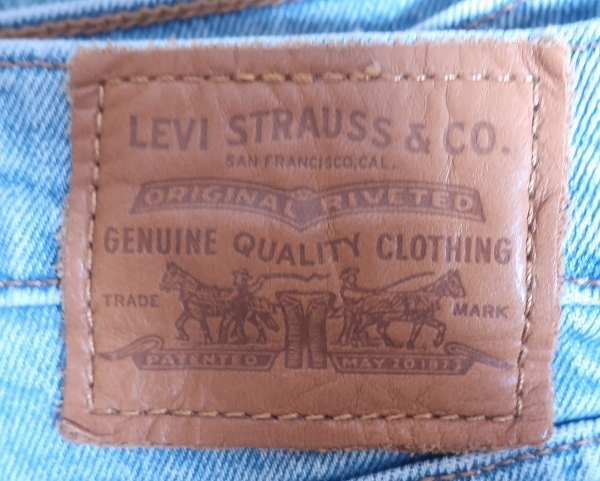 LEVI STRAUSS & CO.
SAN FRANCISCO, CAL.
ORIGINAL RIVETED
GENUINE QUALITY CLOTHING
TRADE MARK
PATENTED MAY 20 1873